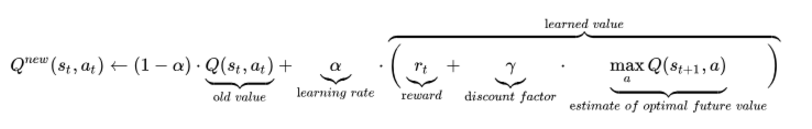 learned value
Q^{new}(s_t, a_t) ← (1 − α) · Q(s_t, a_t) + α · ( r_t + γ · max_a Q(s_{t+1}, a) )
old value learning rate reward discount factor estimate of optimal future value